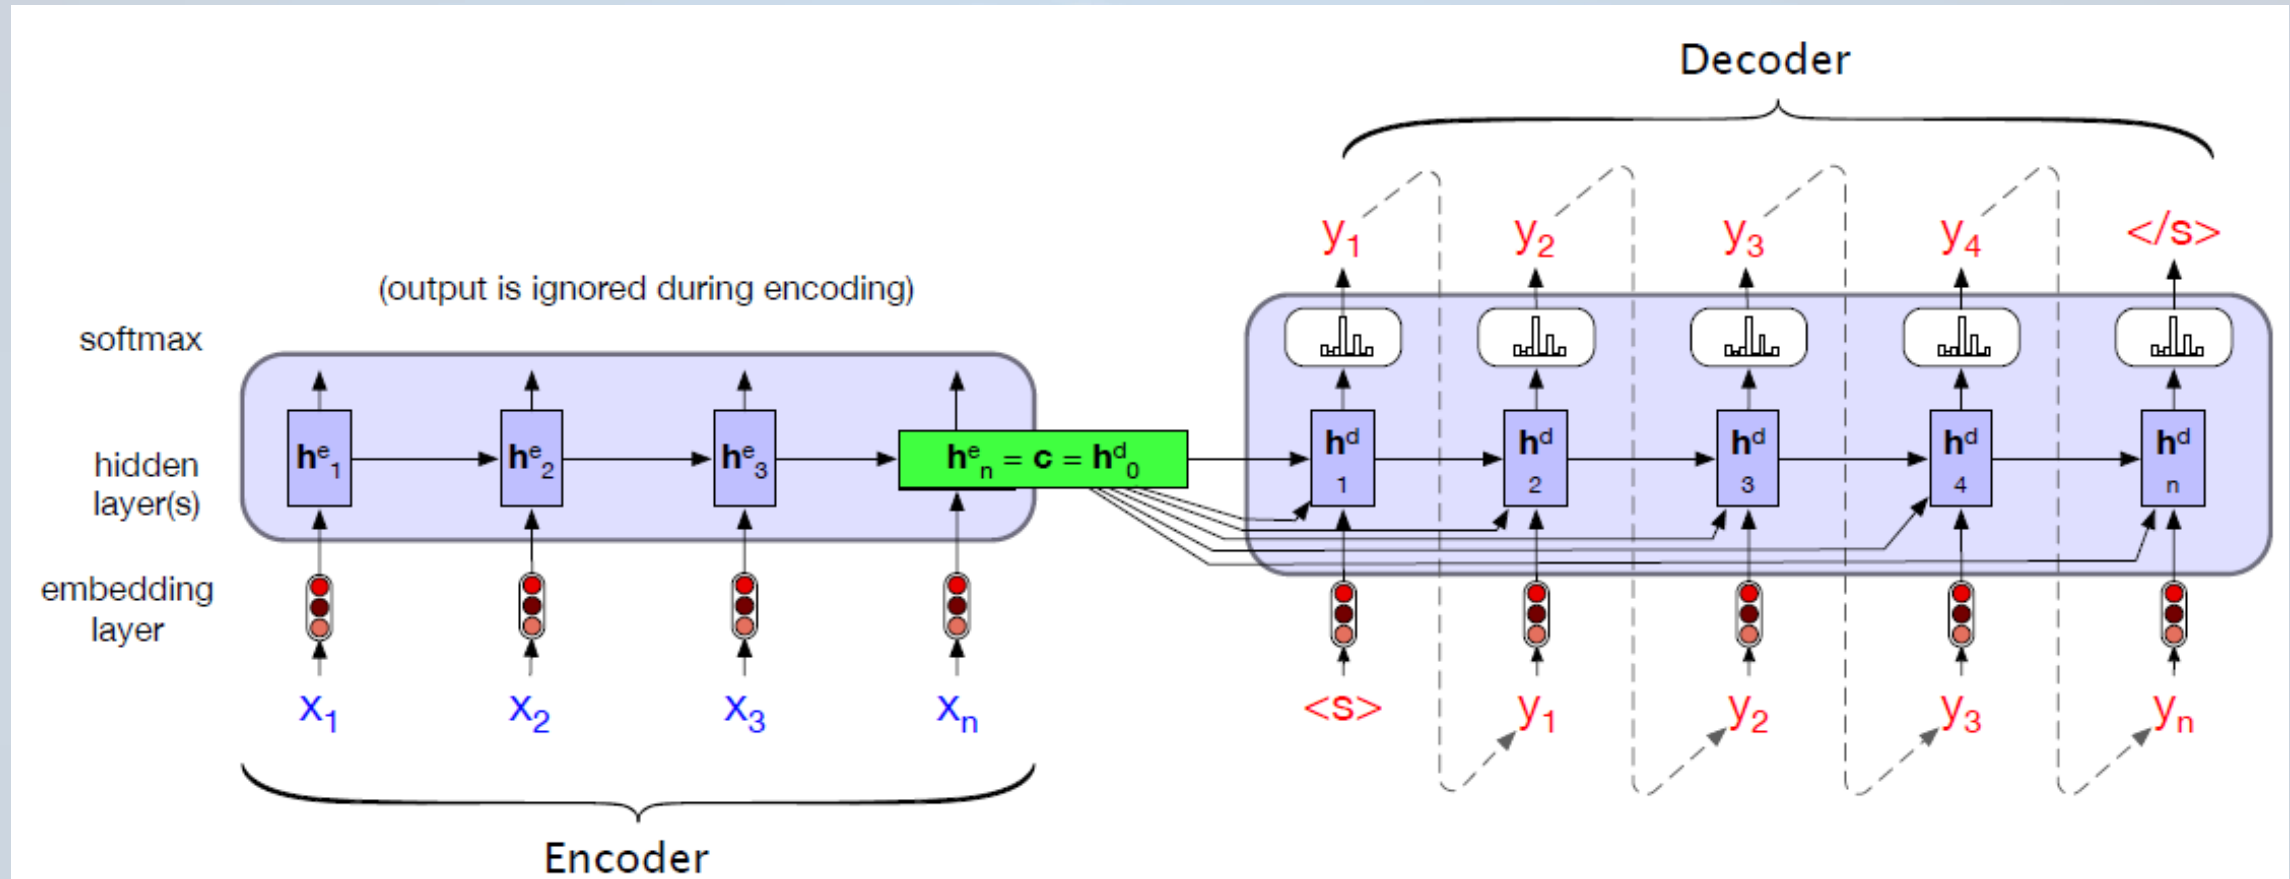 Decoder
y₁ y₂ y₃ y₄ </s>
(output is ignored during encoding)
softmax
hidden
layer(s)
hᵉ₁ hᵉ₂ hᵉ₃ hᵉₙ = c = hᵈ₀ hᵈ₁ hᵈ₂ hᵈ₃ hᵈ₄ hᵈₙ
embedding
layer
x₁ x₂ x₃ xₙ <s> y₁ y₂ y₃ yₙ
Encoder